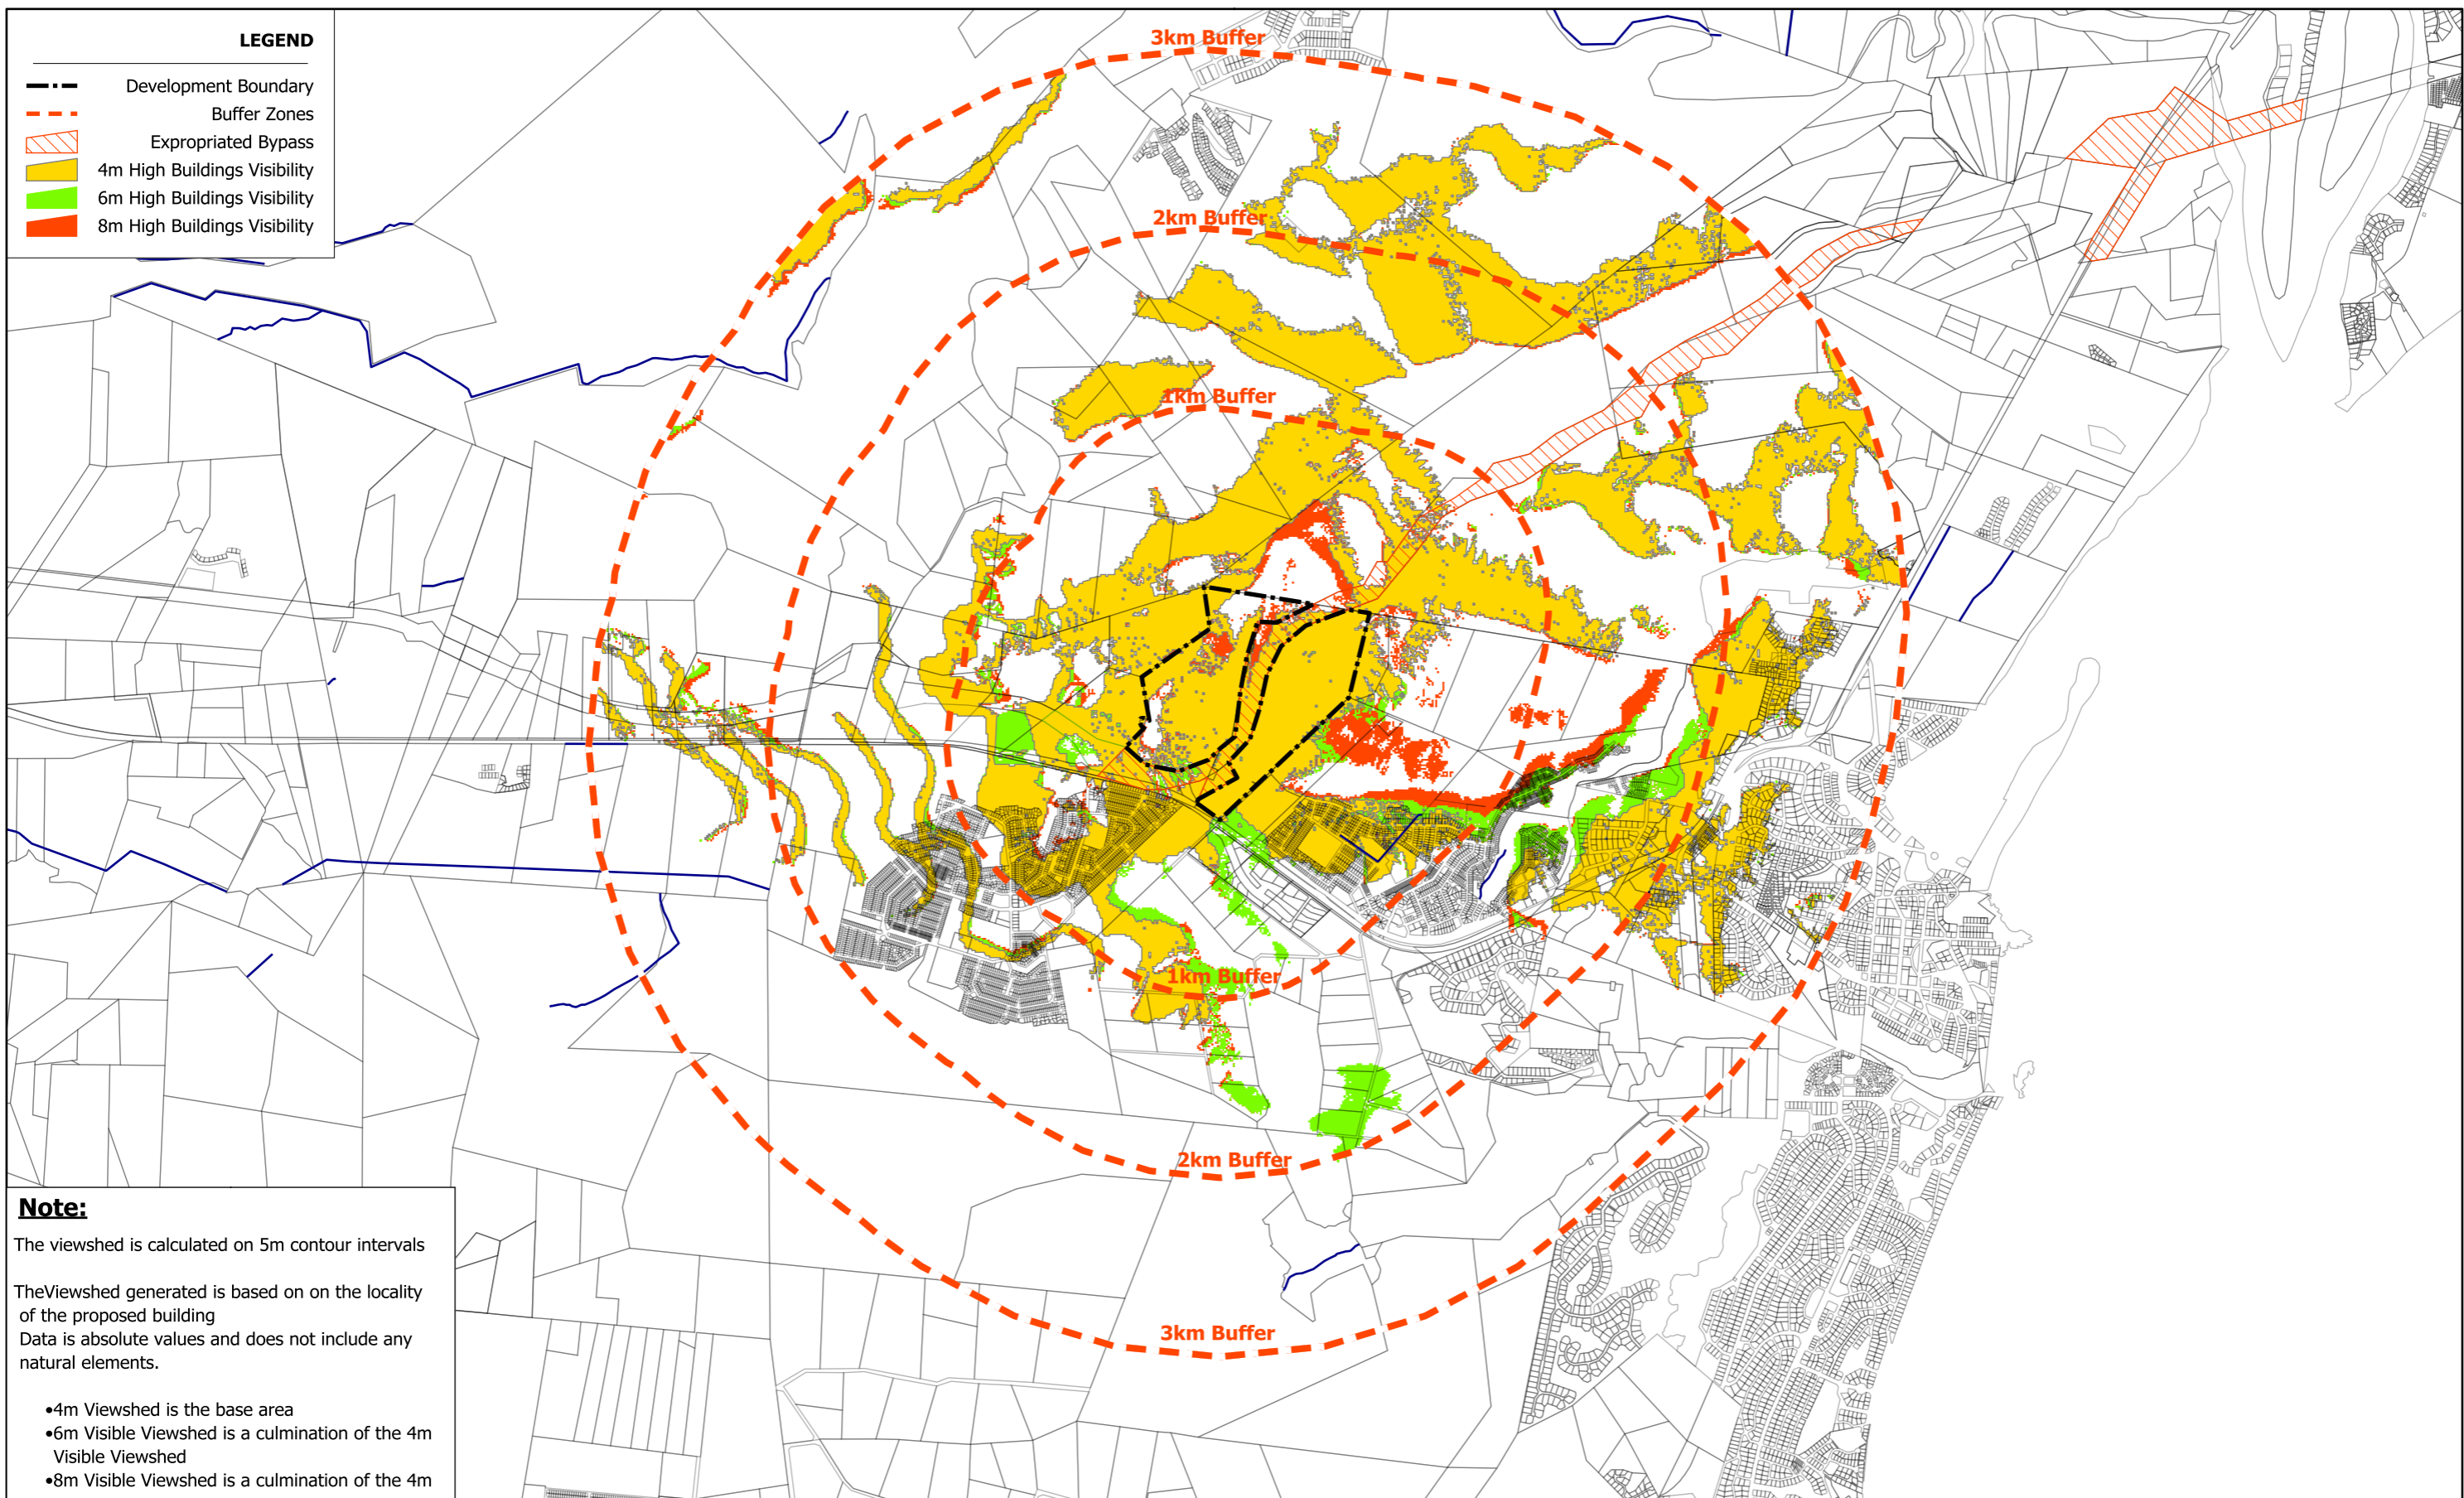 LEGEND
Development Boundary
Buffer Zones
Expropriated Bypass
4m High Buildings Visibility
6m High Buildings Visibility
8m High Buildings Visibility
3km Buffer
2km Buffer
1km Buffer
1km Buffer
2km Buffer
3km Buffer
Note:
The viewshed is calculated on 5m contour intervals
TheViewshed generated is based on on the locality
of the proposed building
Data is absolute values and does not include any
natural elements.
•4m Viewshed is the base area
•6m Visible Viewshed is a culmination of the 4m
Visible Viewshed
•8m Visible Viewshed is a culmination of the 4m